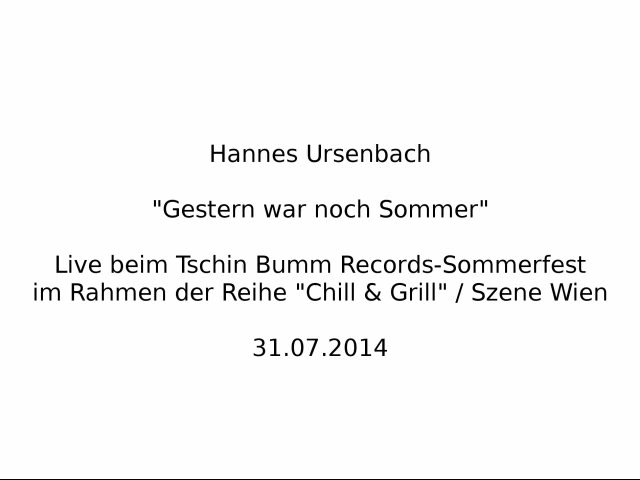 Hannes Ursenbach
"Gestern war noch Sommer"
Live beim Tschin Bumm Records-Sommerfest
im Rahmen der Reihe "Chill & Grill" / Szene Wien
31.07.2014